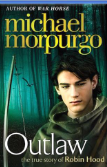 AUTHOR OF WAR HORSE
michael
morpurgo
Outlaw
the true story of Robin Hood